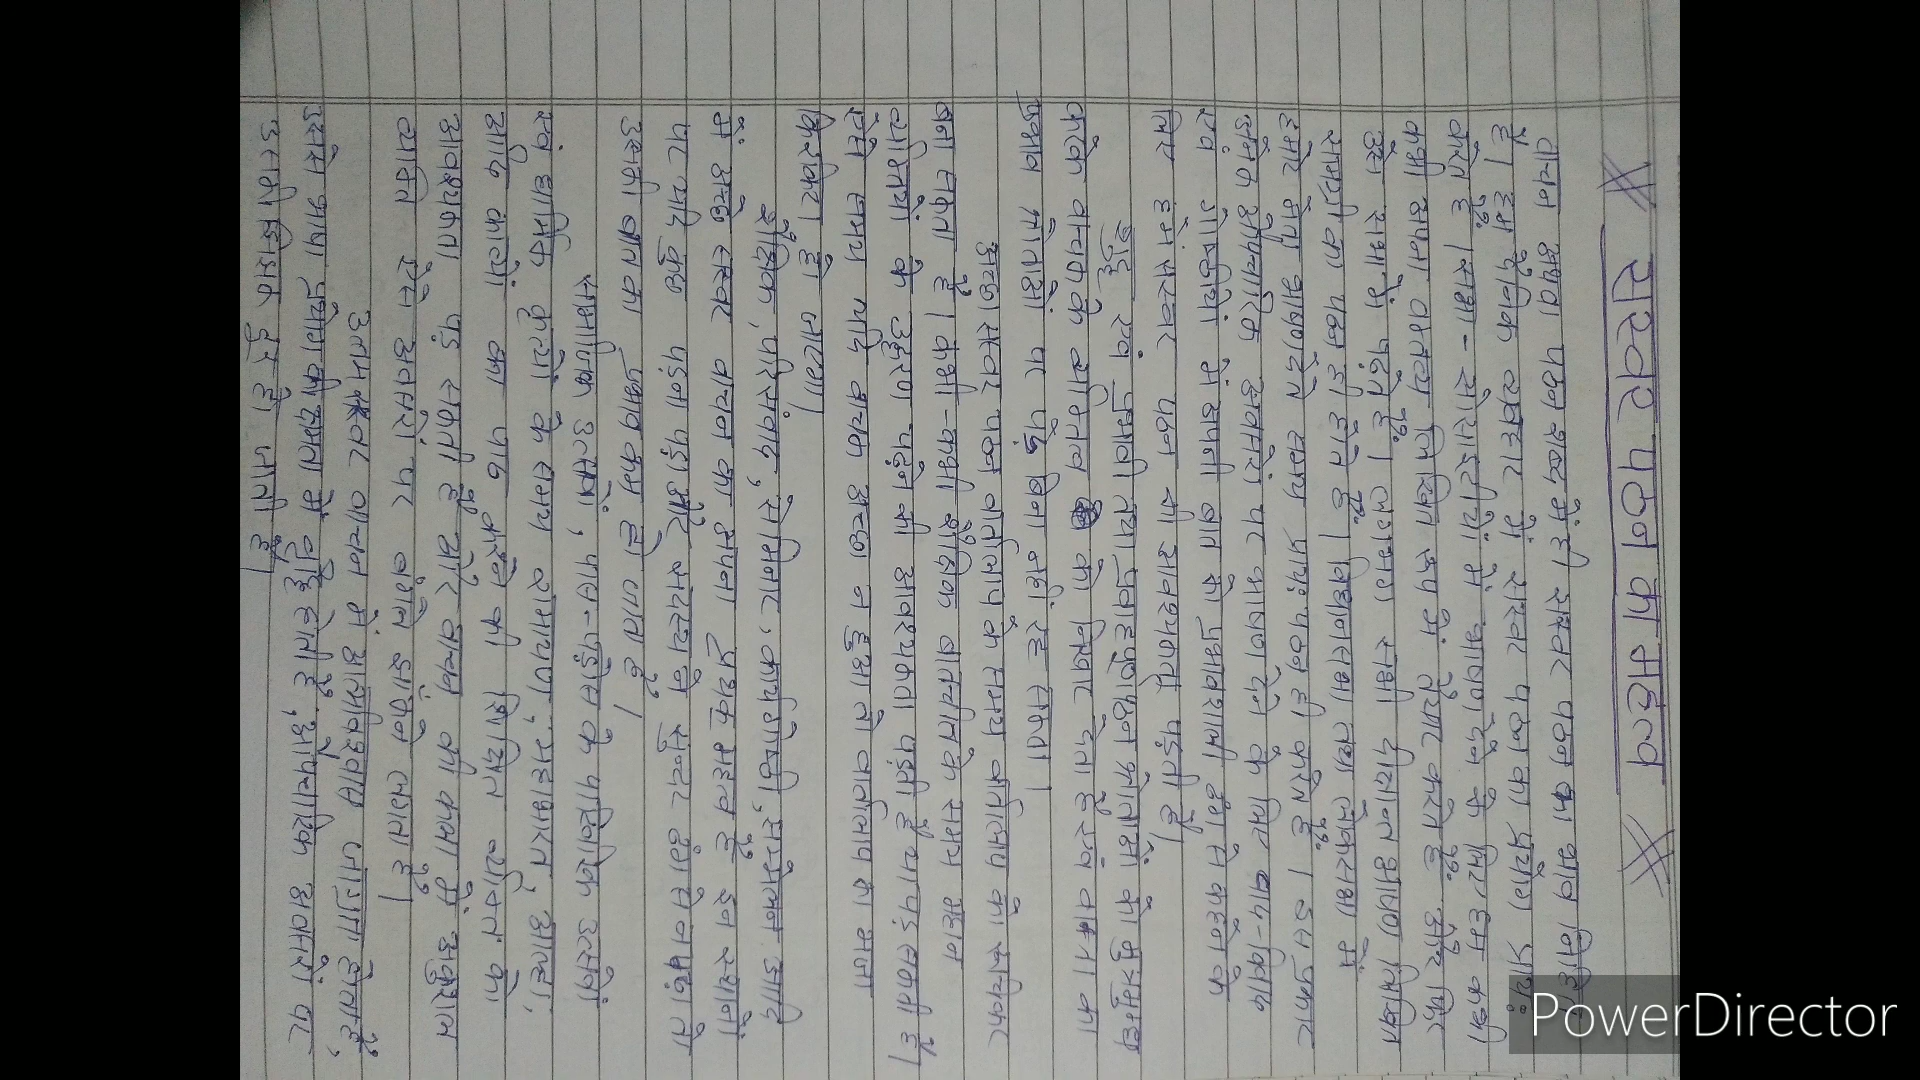 सस्वर पठन का महत्व
वाचन अथवा पठन शब्द में ही सस्वर पठन का भाव निहित
है। हम दैनिक व्यवहार में सस्वर पठन का प्रयोग प्रायः
करते हैं। सभा-सोसाइटीयों में भाषण देने के लिए हम कभी
कभी अपना वक्तव्य लिखित रूप में तैयार करते हैं और फिर
उसे सभा में पढ़ते हैं। लगभग सभी दीक्षान्त भाषण लिखित
सामग्री का पठन ही होते हैं। विधानसभा तथा लोकसभा में
हमारे नेता भाषण देते समय प्रायः पठन ही करते हैं। इस प्रकार
अनेक औपचारिक अवसरों पर भाषण देने के लिए वाद-विवाद
एवं गोष्ठियों में अपनी बात को प्रभावशाली ढंग से कहने के
लिए हमें सस्वर पठन की आवश्यकता पड़ती है।
शुद्ध एवं प्रभावी तथा प्रवाहपूर्ण पठन श्रोताओं को मंत्रमुग्ध
करके वाचक के व्यक्तित्व को निखार देता है एवं वक्ता का
प्रभाव श्रोताओं पर पड़े बिना नहीं रह सकता।
अच्छा सस्वर पठन वार्तालाप के समय वार्तालाप को रुचिकर
बना सकता है। कभी-कभी शैक्षिक बातचीत के समय महान
व्यक्तियों के उद्धरण पढ़ने की आवश्यकता पड़ती है या पड़ सकती है।
ऐसे समय यदि वाचक अच्छा न हुआ तो वार्तालाप का मजा
किरकिरा हो जाएगा।
शैक्षिक, परिसंवाद, सेमिनार, कार्यगोष्ठी, सम्मेलन आदि
में अच्छे सस्वर वाचन का अपना पृथक महत्व है इन स्थानों
पर यदि कुछ पढ़ना पड़ा और सदस्य ने सुन्दर ढंग से न पढ़ा तो
उसकी बात का प्रभाव कम हो जाता है।
सामाजिक उत्सवों, पास-पड़ोस के पारिवारिक उत्सवों
एवं धार्मिक कृत्यों के समय रामायण, महाभारत, आल्हा,
आदि काव्यों का पाठ करने की शिक्षित व्यक्ति को
आवश्यकता पड़ सकती है और वाचन की कला में अकुशल
व्यक्ति ऐसे अवसरों पर बगलें झाँकने लगता है।
उत्तम सस्वर वाचन से आत्मविश्वास जाग्रत होता है,
उसमें भाषा प्रयोग की क्षमता में वृद्धि होती है, औपचारिक अवसरों पर
उसकी झिझक दूर हो जाती है।
PowerDirector